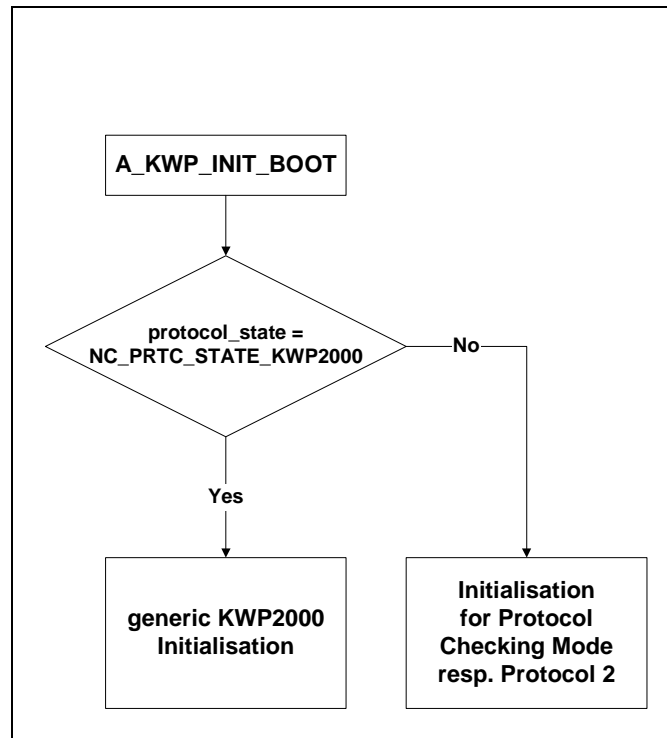 A_KWP_INIT_BOOT
protocol_state =
NC_PRTC_STATE_KWP2000
No
Yes
generic KWP2000
Initialisation
Initialisation
for Protocol
Checking Mode
resp. Protocol 2